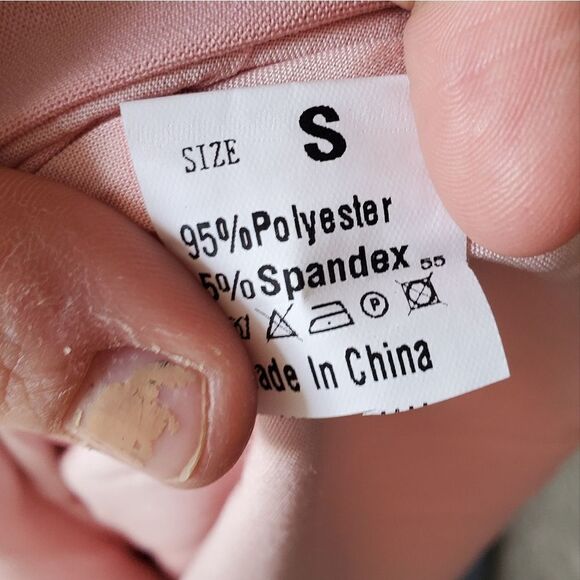 SIZE S
95%Polyester
5%Spandex 55
P
ade In China